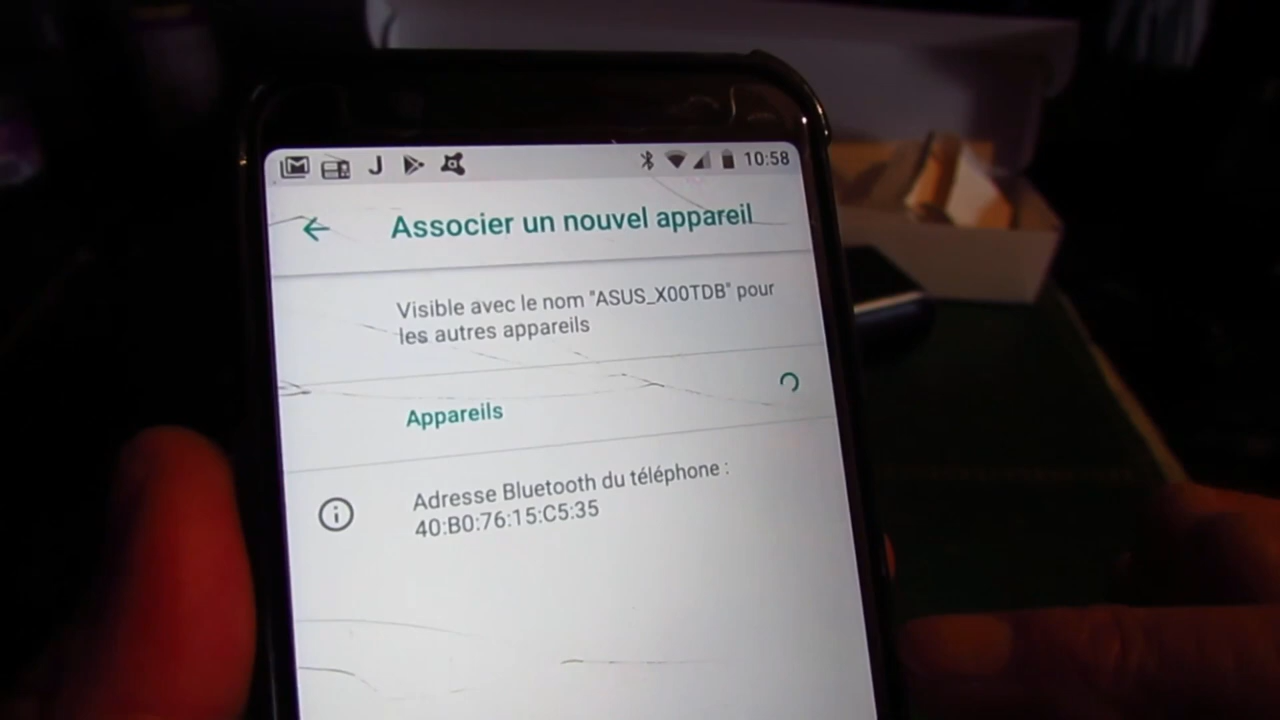 J
10:58
Associer un nouvel appareil
Visible avec le nom "ASUS_X00TDB" pour
les autres appareils
Appareils
Adresse Bluetooth du téléphone :
40:B0:76:15:C5:35